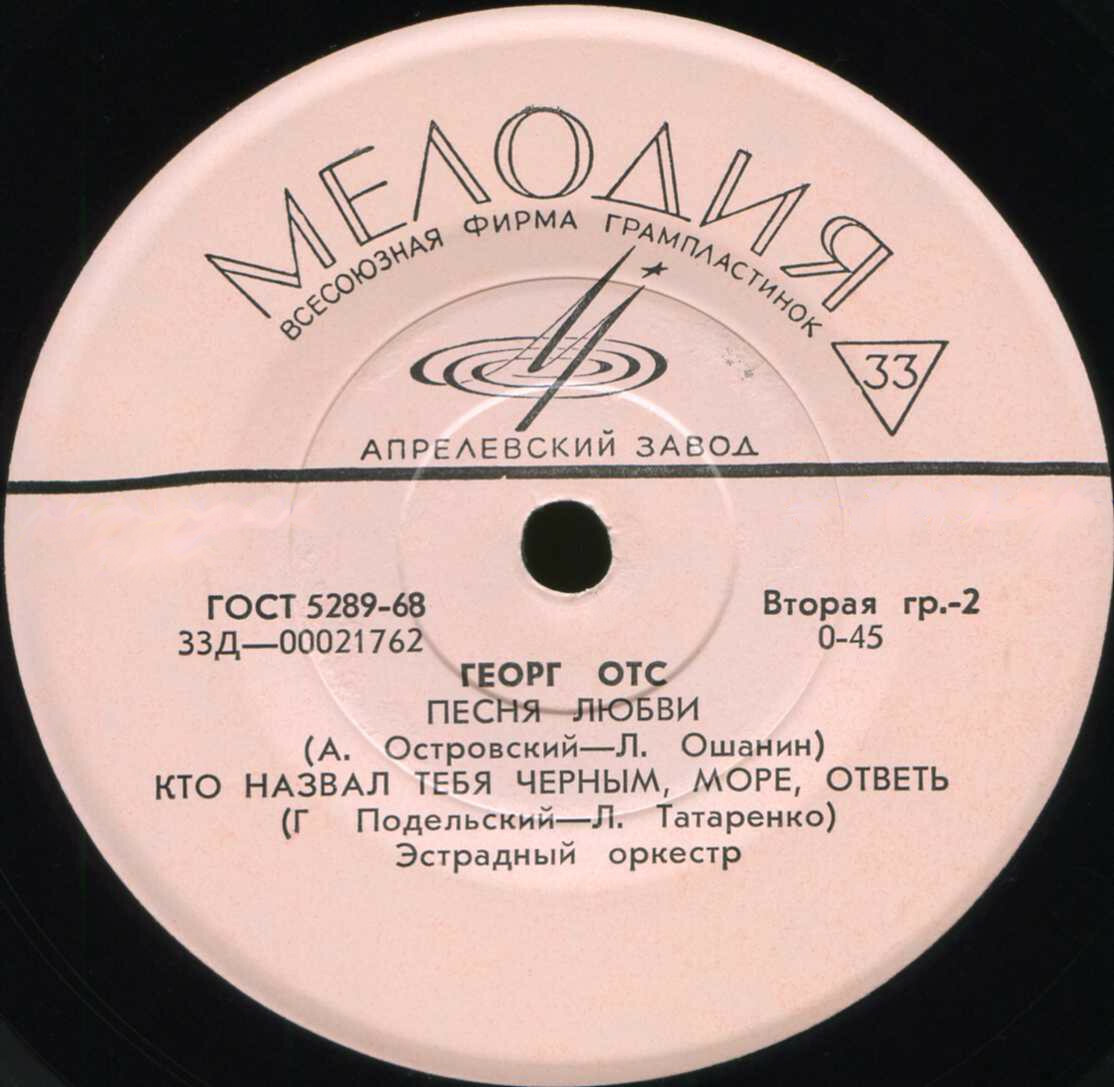 МЕЛОДИЯ
ВСЕСОЮЗНАЯ ФИРМА ГРАМПЛАСТИНОК
33
АПРЕЛЕВСКИЙ ЗАВОД
ГОСТ 5289-68
Вторая гр.-2
33Д—00021762
0-45
ГЕОРГ ОТС
ПЕСНЯ ЛЮБВИ
(А. Островский—Л. Ошанин)
КТО НАЗВАЛ ТЕБЯ ЧЕРНЫМ, МОРЕ, ОТВЕТЬ
(Г Подельский—Л. Татаренко)
Эстрадный оркестр